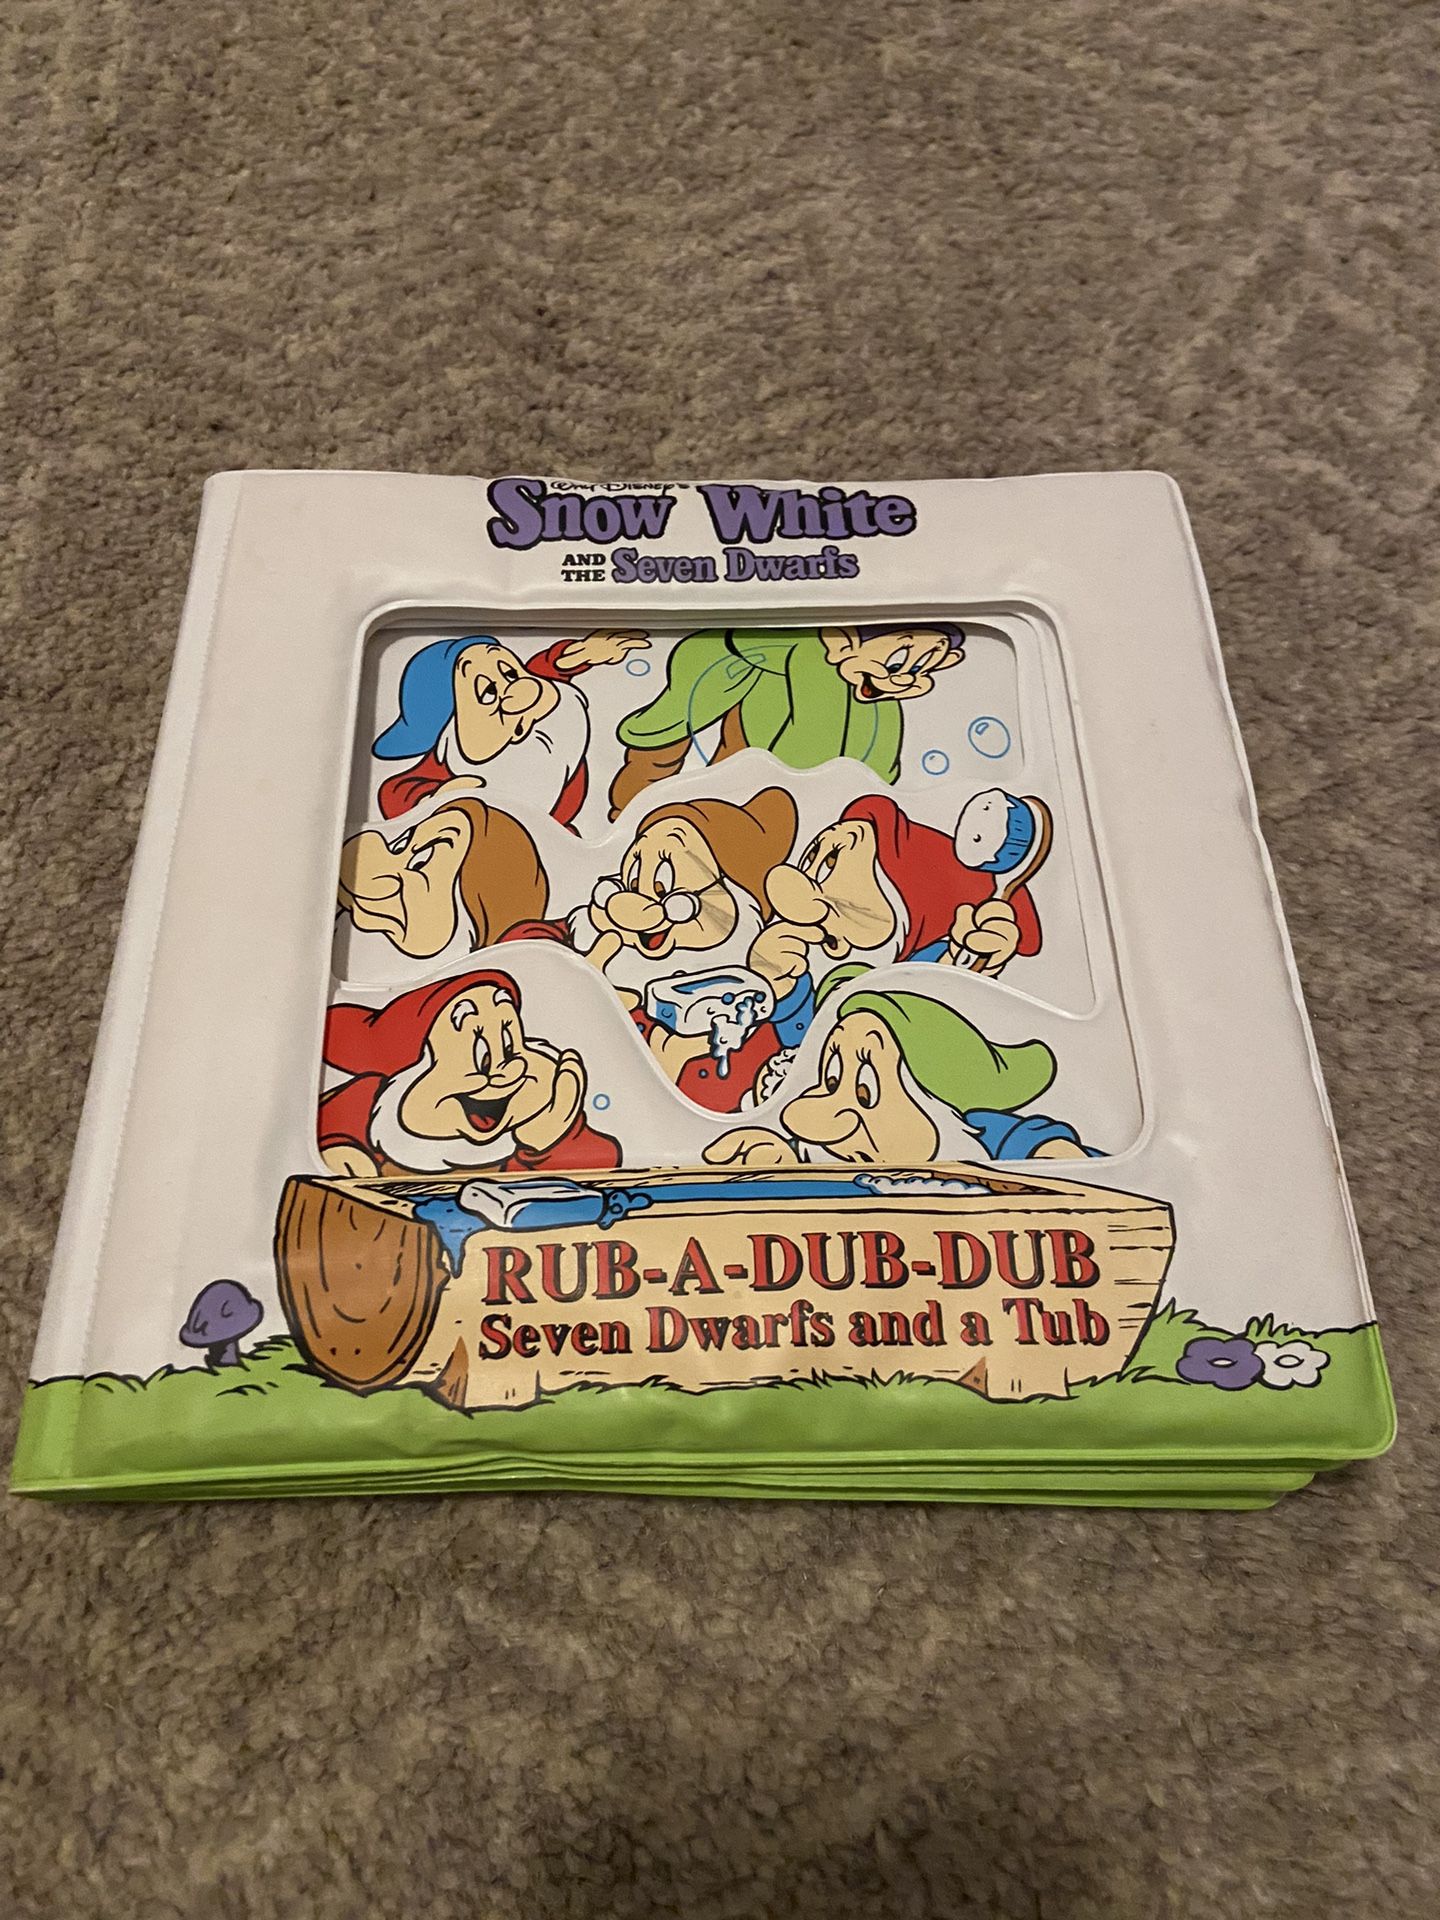 Walt Disney's
Snow White
AND THE Seven Dwarfs
RUB-A-DUB-DUB
Seven Dwarfs and a Tub